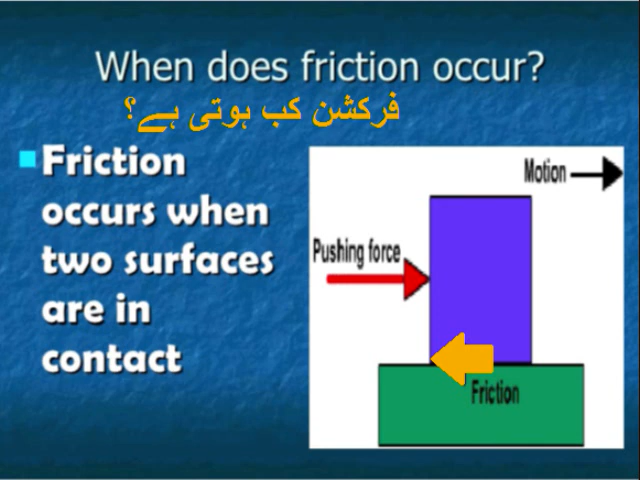 When does friction occur?
فرکشن کب ہوتی ہے؟
Friction
occurs when
two surfaces
are in
contact
Motion
Pushing force
Friction